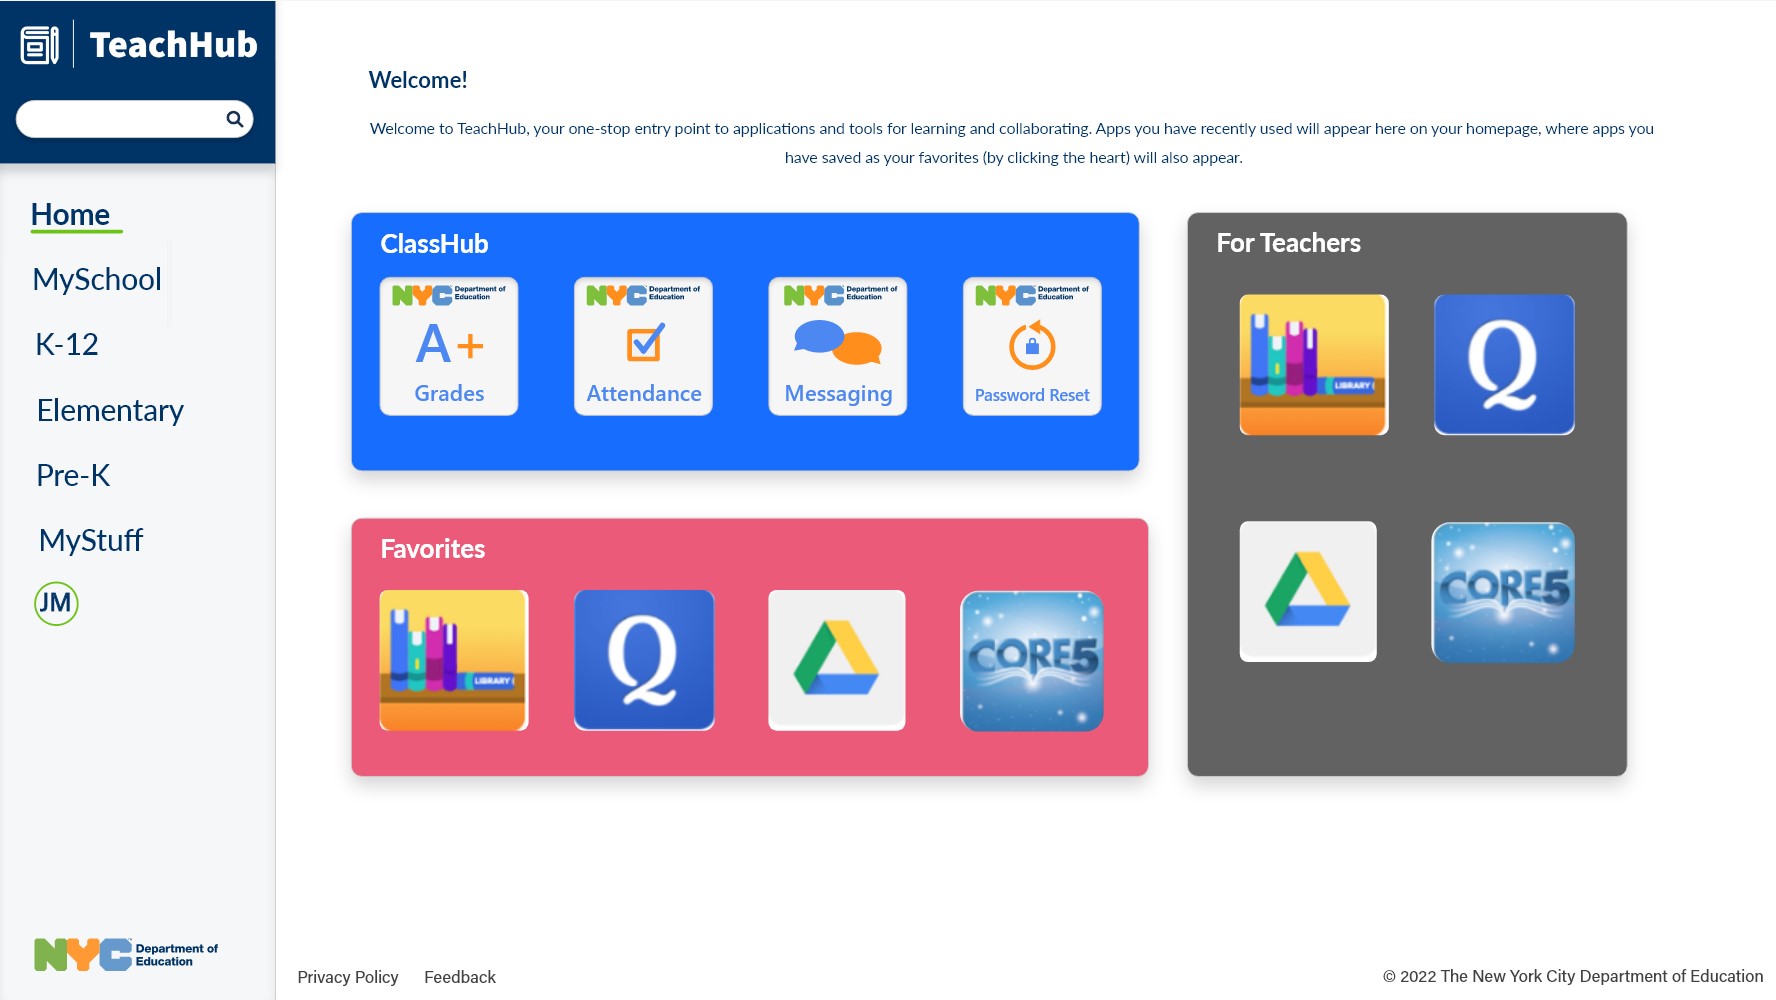 TeachHub
Home
MySchool
K-12
Elementary
Pre-K
MyStuff
JM
NYC Department of
Education
Welcome!
Welcome to TeachHub, your one-stop entry point to applications and tools for learning and collaborating. Apps you have recently used will appear here on your homepage, where apps you
have saved as your favorites (by clicking the heart) will also appear.
ClassHub
NYC Department of
Education
A+
Grades
NYC Department of
Education
Attendance
NYC Department of
Education
Messaging
NYC Department of
Education
Password Reset
Favorites
LIBRARY
Q
CORE5
For Teachers
LIBRARY
Q
CORE5
Privacy Policy
Feedback
© 2022 The New York City Department of Education